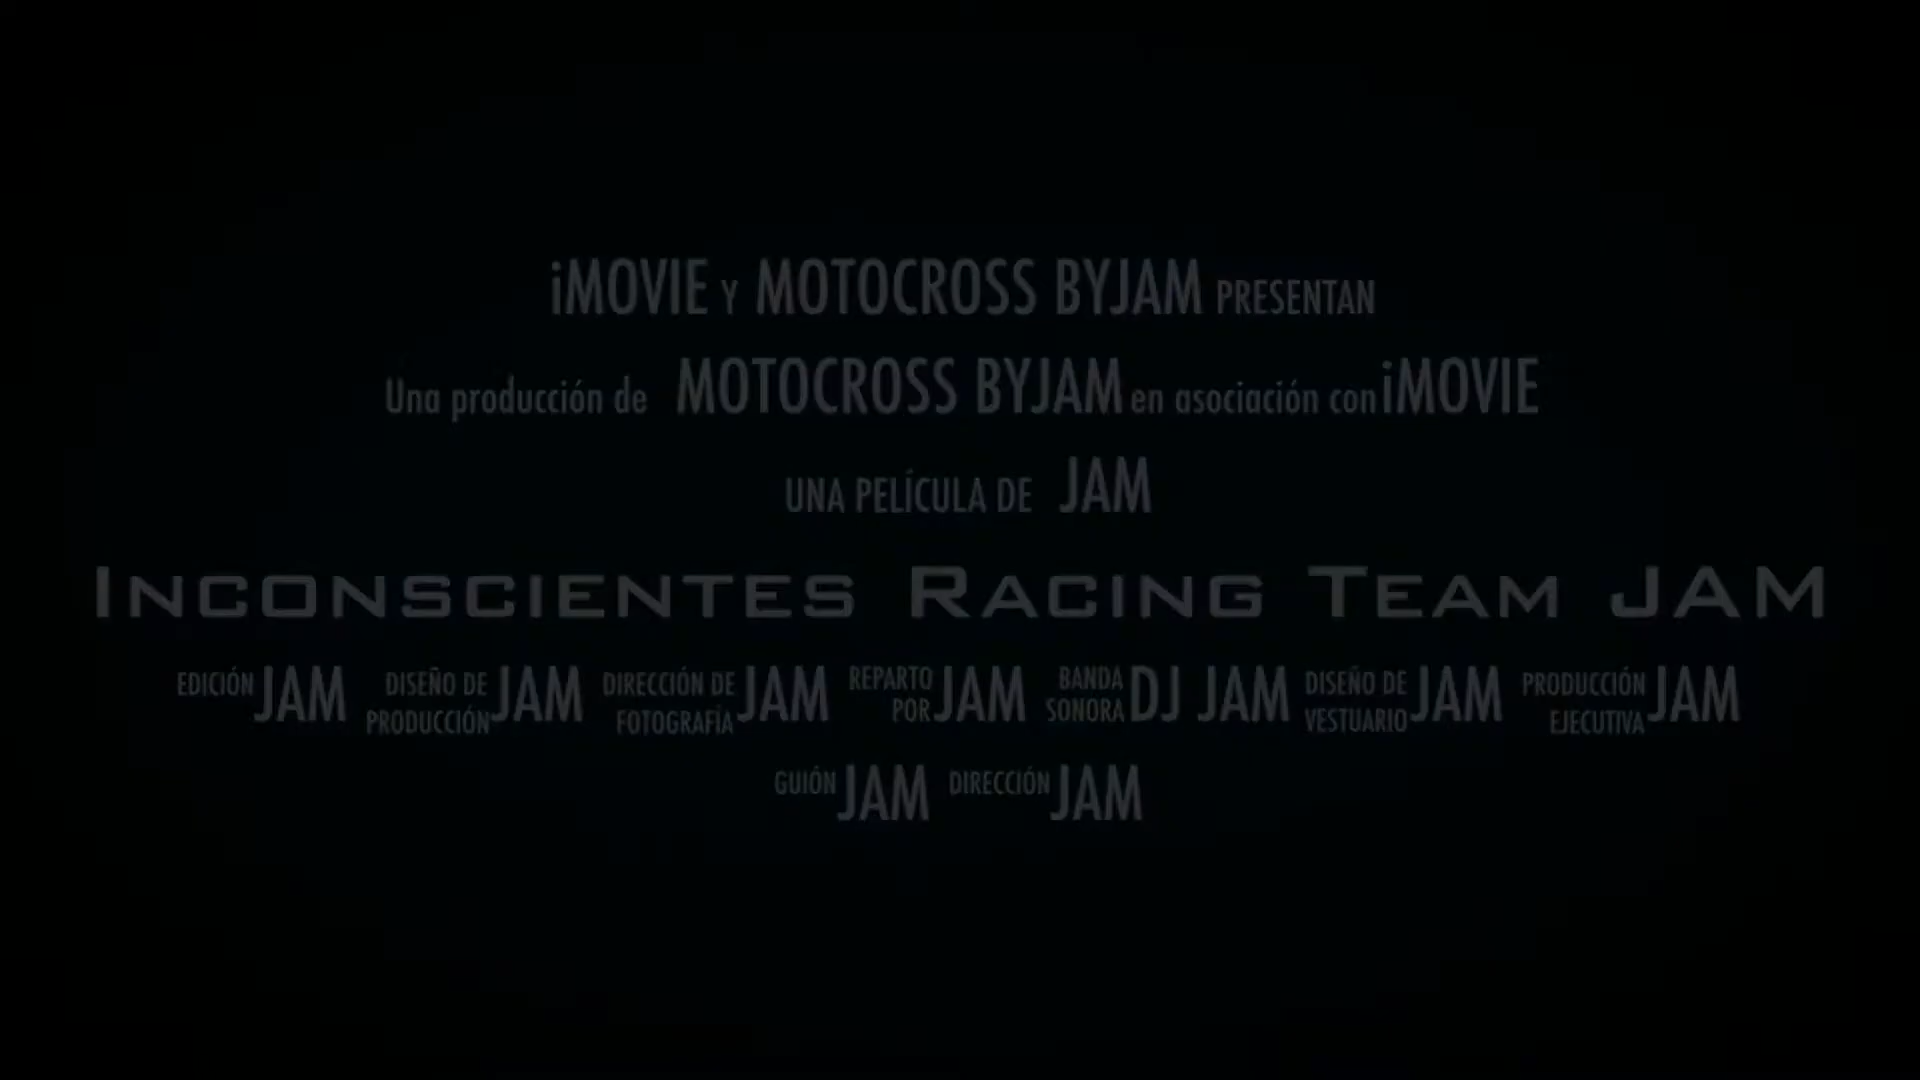 iMOVIE Y MOTOCROSS BYJAM PRESENTAN
Una producción de MOTOCROSS BYJAM en asociación con iMOVIE
UNA PELÍCULA DE JAM
INCONSCIENTES RACING TEAM JAM
EDICIÓN JAM DISEÑO DE PRODUCCIÓN JAM DIRECCIÓN DE FOTOGRAFÍA JAM REPARTO POR JAM BANDA SONORA DJ JAM DISEÑO DE VESTUARIO JAM PRODUCCIÓN EJECUTIVA JAM
GUIÓN JAM DIRECCIÓN JAM